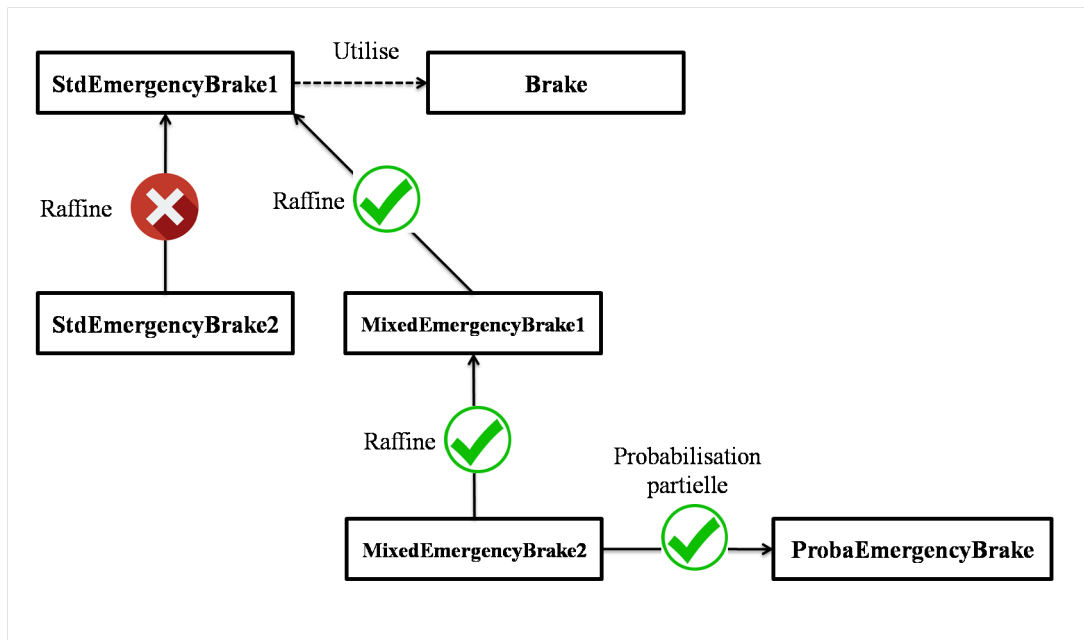 Utilise
StdEmergencyBrake1
Brake
Raffine
Raffine
StdEmergencyBrake2
MixedEmergencyBrake1
Raffine
Probabilisation
partielle
MixedEmergencyBrake2
ProbaEmergencyBrake